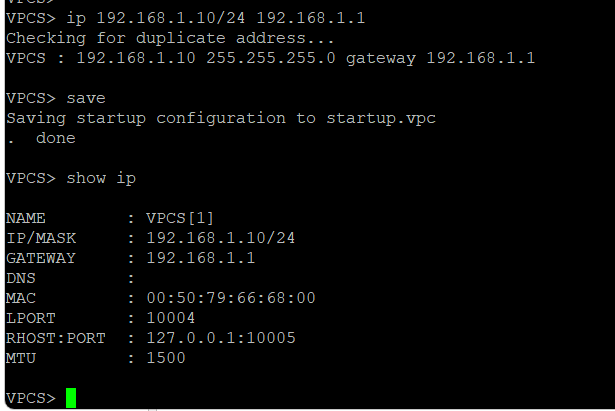 VPCS>
VPCS> ip 192.168.1.10/24 192.168.1.1
Checking for duplicate address...
VPCS : 192.168.1.10 255.255.255.0 gateway 192.168.1.1
VPCS> save
Saving startup configuration to startup.vpc
.  done
VPCS> show ip
NAME        : VPCS[1]
IP/MASK     : 192.168.1.10/24
GATEWAY     : 192.168.1.1
DNS         :
MAC         : 00:50:79:66:68:00
LPORT       : 10004
RHOST:PORT  : 127.0.0.1:10005
MTU         : 1500
VPCS>